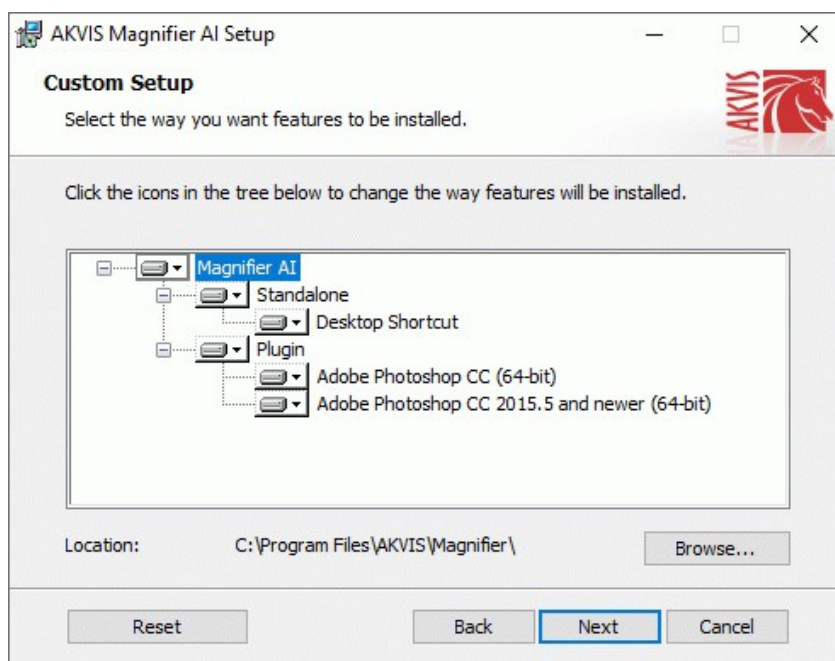 AKVIS Magnifier AI Setup
Custom Setup
Select the way you want features to be installed.
AKVIS
Click the icons in the tree below to change the way features will be installed.
Magnifier AI
Standalone
Desktop Shortcut
Plugin
Adobe Photoshop CC (64-bit)
Adobe Photoshop CC 2015.5 and newer (64-bit)
Location: C:\Program Files\AKVIS\Magnifier\
Browse...
Reset Back Next Cancel